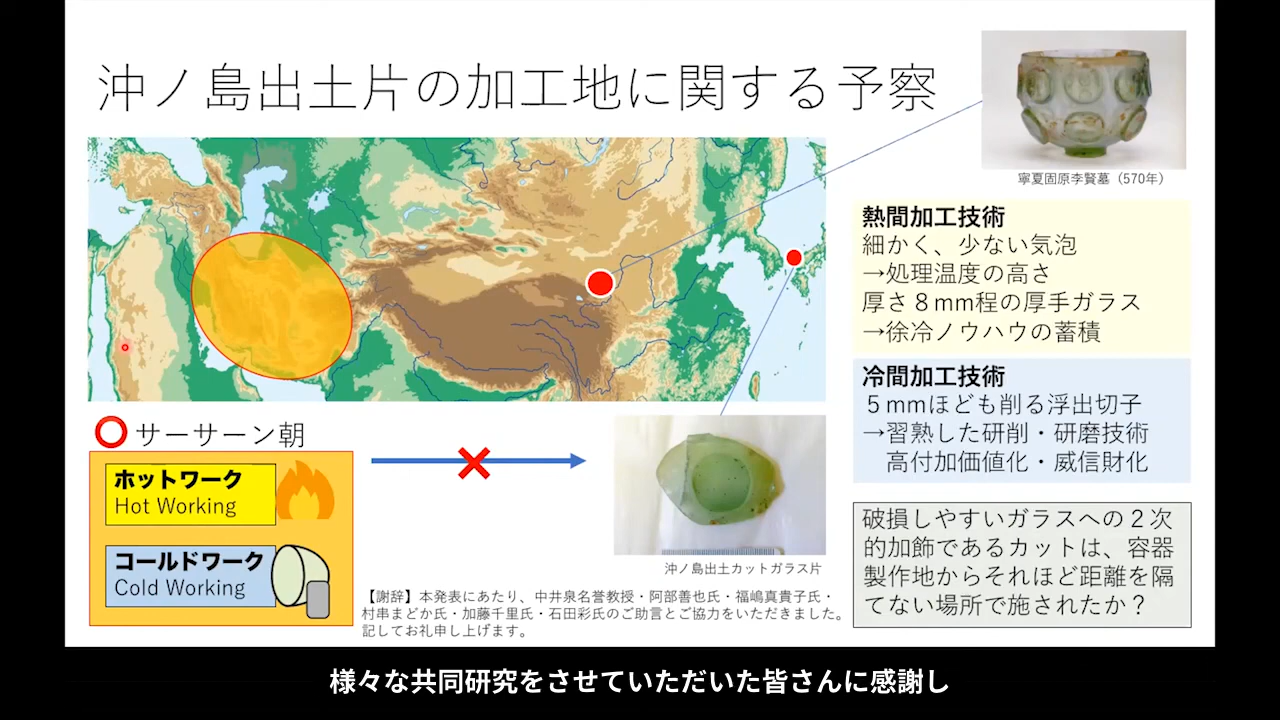 沖ノ島出土片の加工地に関する予察
寧夏固原李賢墓（570年）
熱間加工技術
細かく、少ない気泡
→処理温度の高さ
厚さ８mm程の厚手ガラス
→徐冷ノウハウの蓄積
冷間加工技術
５mmほども削る浮出切子
→習熟した研削・研磨技術
高付加価値化・威信財化
サーサーン朝
ホットワーク
Hot Working
コールドワーク
Cold Working
沖ノ島出土カットガラス片
【謝辞】本発表にあたり、中井泉名誉教授・阿部善也氏・福嶋真貴子氏・
村串まどか氏・加藤千里氏・石田彩氏のご助言とご協力をいただきました。
記してお礼申し上げます。
破損しやすいガラスへの２次
的加飾であるカットは、容器
製作地からそれほど距離を隔
てない場所で施されたか？
様々な共同研究をさせていただいた皆さんに感謝し